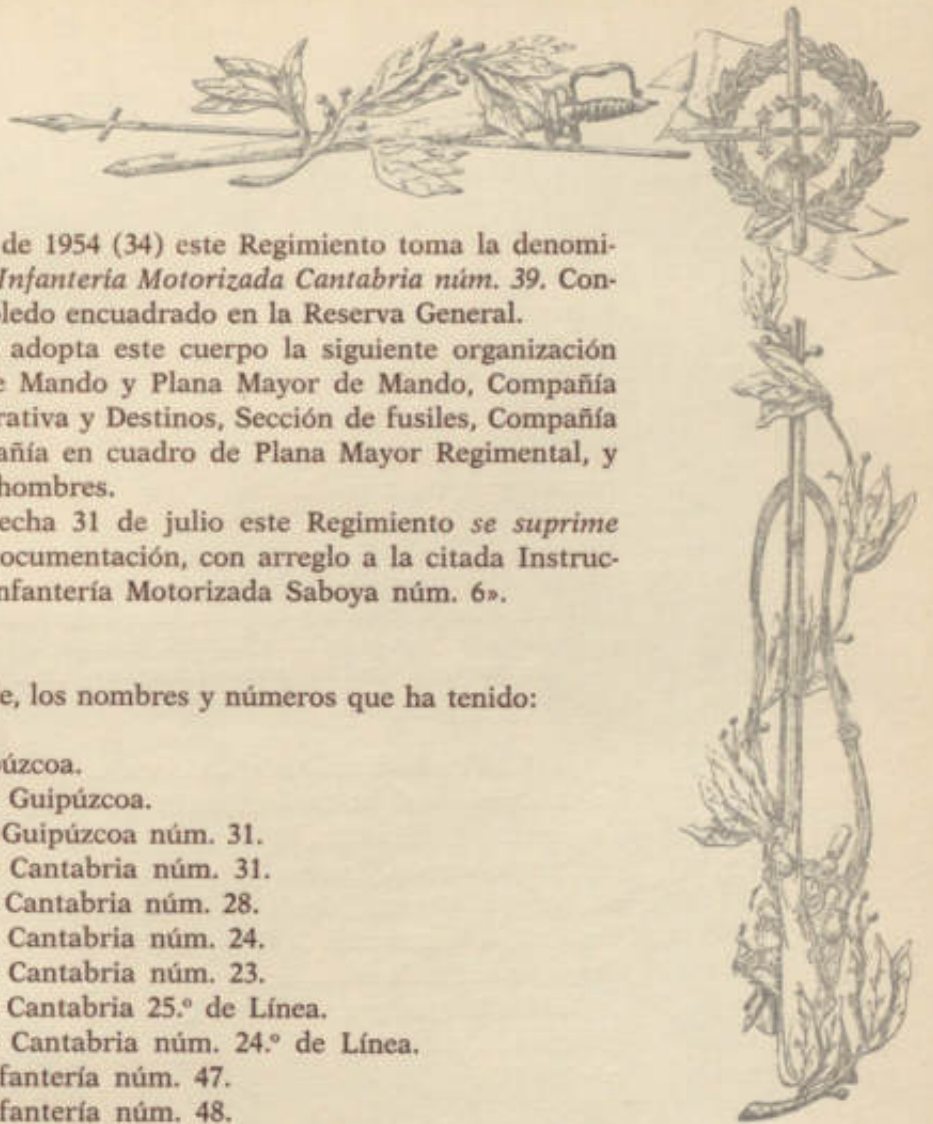 de 1954 (34) este Regimiento toma la denomi-
Infantería Motorizada Cantabria núm. 39. Con-
ledo encuadrado en la Reserva General.
adopta este cuerpo la siguiente organización
Mando y Plana Mayor de Mando, Compañía
rativa y Destinos, Sección de fusiles, Compañía
añía en cuadro de Plana Mayor Regimental, y
hombres.
echa 31 de julio este Regimiento se suprime
ocumentación, con arreglo a la citada Instruc-
nfantería Motorizada Saboya núm. 6».
e, los nombres y números que ha tenido:
púzcoa.
Guipúzcoa.
Guipúzcoa núm. 31.
Cantabria núm. 31.
Cantabria núm. 28.
Cantabria núm. 24.
Cantabria núm. 23.
Cantabria 25.º de Línea.
Cantabria núm. 24.º de Línea.
fantería núm. 47.
fantería núm. 48.